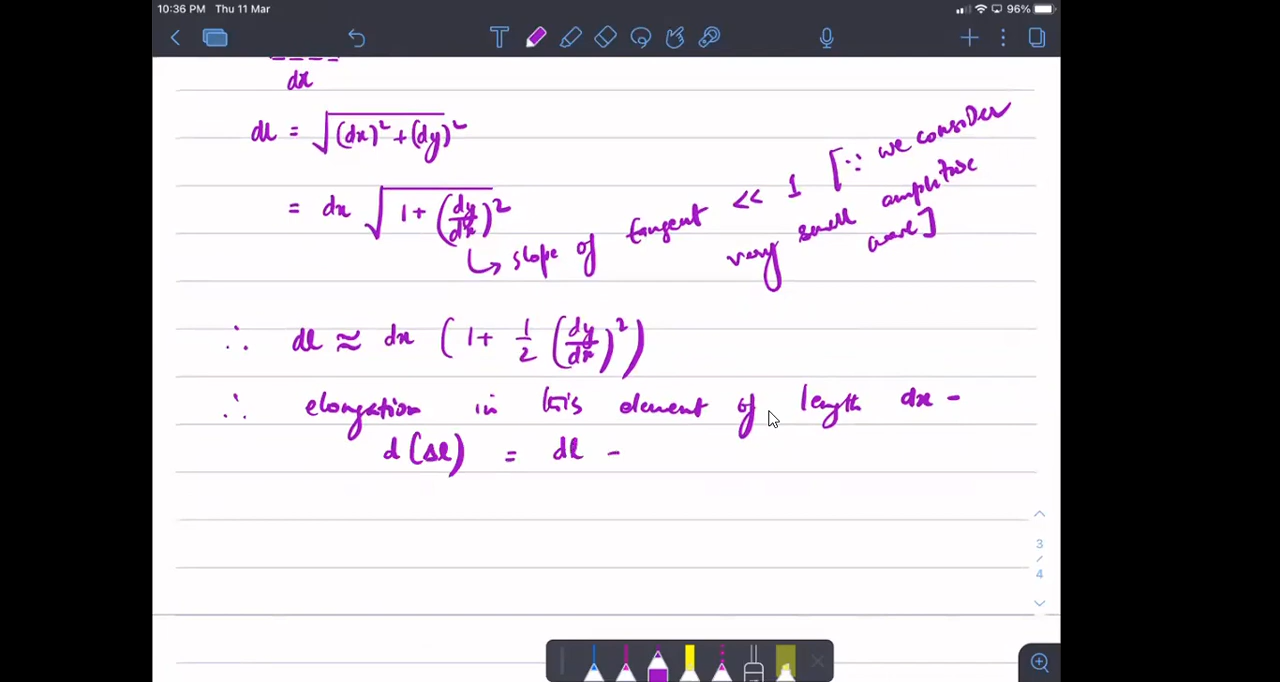 10:36 PM Thu 11 Mar
96%
T
dx
dl = √(dx)² + (dy)²
= dx √1 + (dy/dx)²
↳ slope of tangent << 1 [∵ we consider
very small amplitude
wave]
∴ dl ≈ dx (1 + 1/2 (dy/dx)²)
∴ elongation in this element of length dx -
d(Δl) = dl -
3
/
4